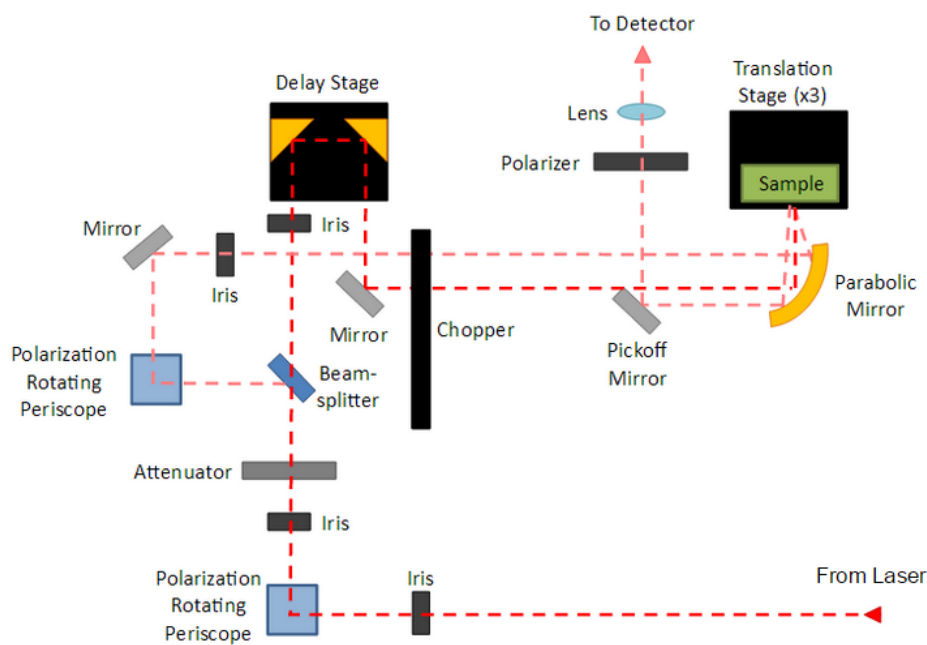 To Detector
Translation
Stage (x3)
Delay Stage
Lens
Polarizer
Sample
Mirror
Iris
Iris
Parabolic
Mirror
Mirror
Chopper
Pickoff
Mirror
Polarization
Rotating
Periscope
Beam-
splitter
Attenuator
Iris
Polarization
Rotating
Periscope
Iris
From Laser